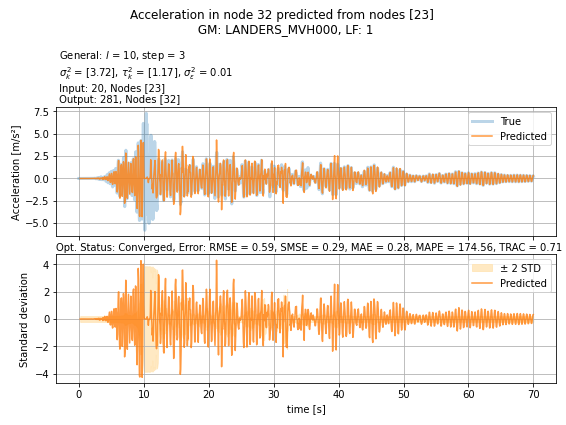 Acceleration in node 32 predicted from nodes [23]
GM: LANDERS_MVH000, LF: 1
General: l = 10, step = 3
σ²ₖ = [3.72], τ²ₖ = [1.17], σ²ε = 0.01
Input: 20, Nodes [23]
Output: 281, Nodes [32]
Acceleration [m/s²]
7.5
5.0
2.5
0.0
−2.5
−5.0
True
Predicted
Opt. Status: Converged, Error: RMSE = 0.59, SMSE = 0.29, MAE = 0.28, MAPE = 174.56, TRAC = 0.71
Standard deviation
4
2
0
−2
−4
± 2 STD
Predicted
0 10 20 30 40 50 60 70
time [s]